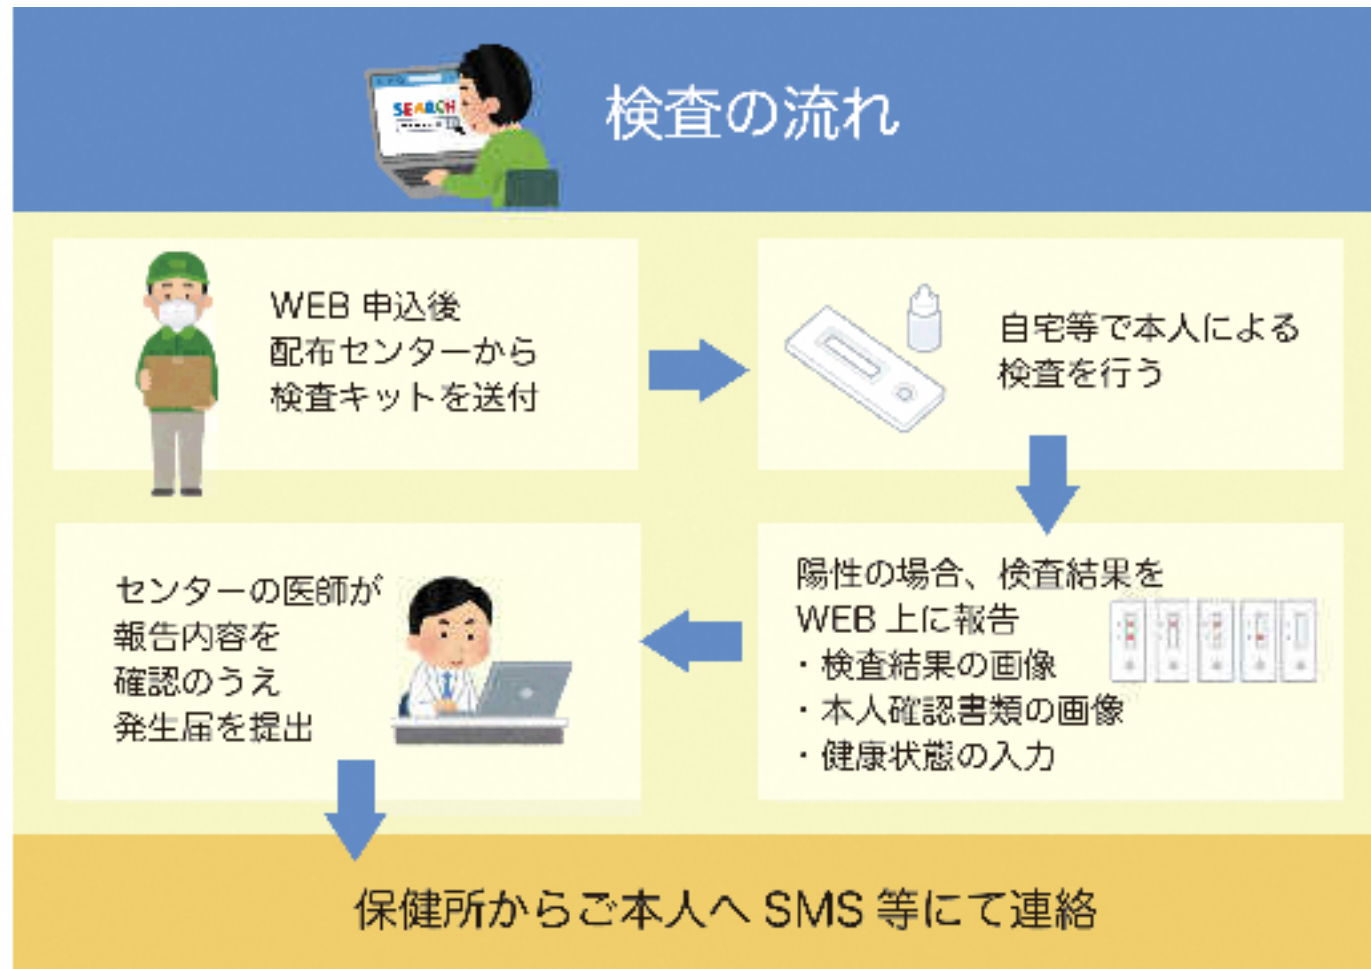 検査の流れ
SEARCH
WEB 申込後
配布センターから
検査キットを送付
自宅等で本人による
検査を行う
陽性の場合、検査結果を
WEB 上に報告
・検査結果の画像
・本人確認書類の画像
・健康状態の入力
センターの医師が
報告内容を
確認のうえ
発生届を提出
保健所からご本人へ SMS 等にて連絡